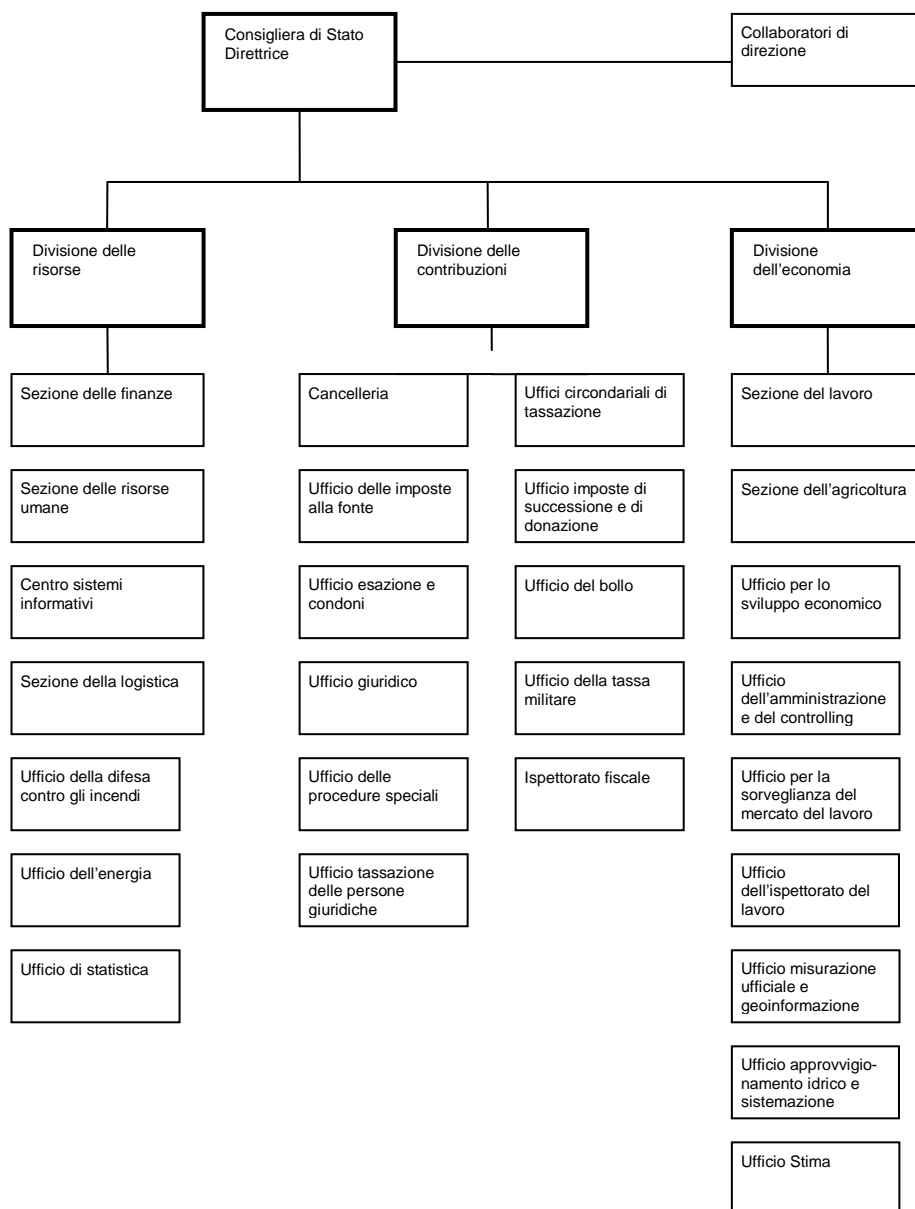 Consigliera di Stato
Direttrice
Collaboratori di
direzione
Divisione delle
risorse
Divisione delle
contribuzioni
Divisione
dell’economia
Sezione delle finanze
Cancelleria
Uffici circondariali di
tassazione
Sezione del lavoro
Sezione delle risorse
umane
Ufficio delle imposte
alla fonte
Ufficio imposte di
successione e di
donazione
Sezione dell’agricoltura
Centro sistemi
informativi
Ufficio esazione e
condoni
Ufficio del bollo
Ufficio per lo
sviluppo economico
Sezione della logistica
Ufficio giuridico
Ufficio della tassa
militare
Ufficio
dell’amministrazione
e del controlling
Ufficio della difesa
contro gli incendi
Ufficio delle
procedure speciali
Ispettorato fiscale
Ufficio per la
sorveglianza del
mercato del lavoro
Ufficio dell’energia
Ufficio tassazione
delle persone
giuridiche
Ufficio
dell’ispettorato del
lavoro
Ufficio di statistica
Ufficio misurazione
ufficiale e
geoinformazione
Ufficio approvvigio-
namento idrico e
sistemazione
Ufficio Stima